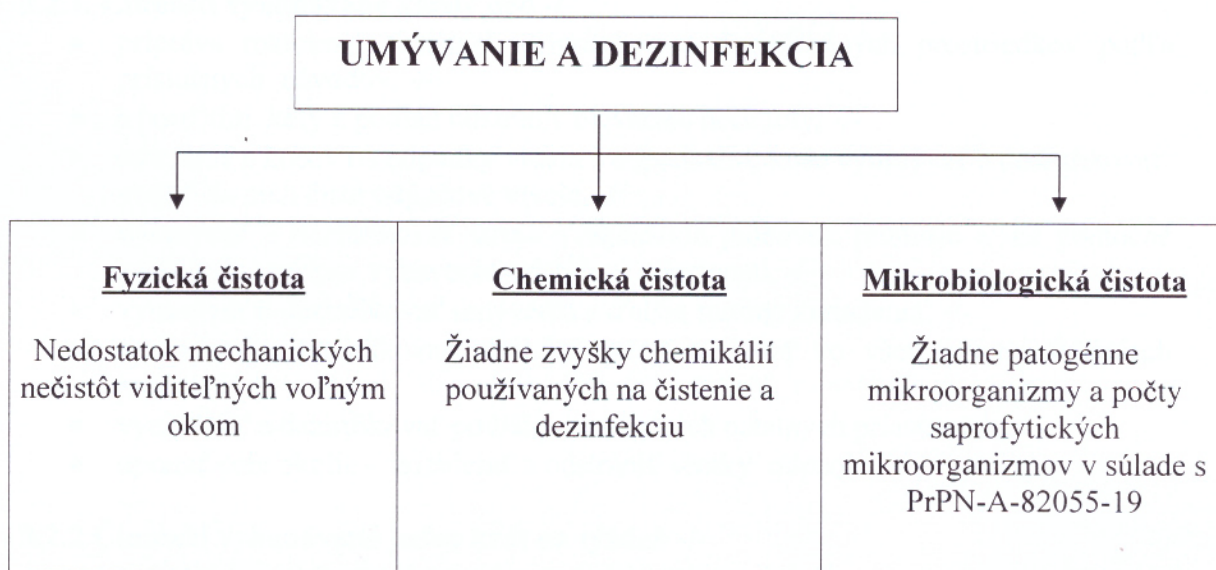 UMÝVANIE A DEZINFEKCIA
Fyzická čistota
Nedostatok mechanických
nečistôt viditeľných voľným
okom
Chemická čistota
Žiadne zvyšky chemikálií
používaných na čistenie a
dezinfekciu
Mikrobiologická čistota
Žiadne patogénne
mikroorganizmy a počty
saprofytických
mikroorganizmov v súlade s
PrPN-A-82055-19